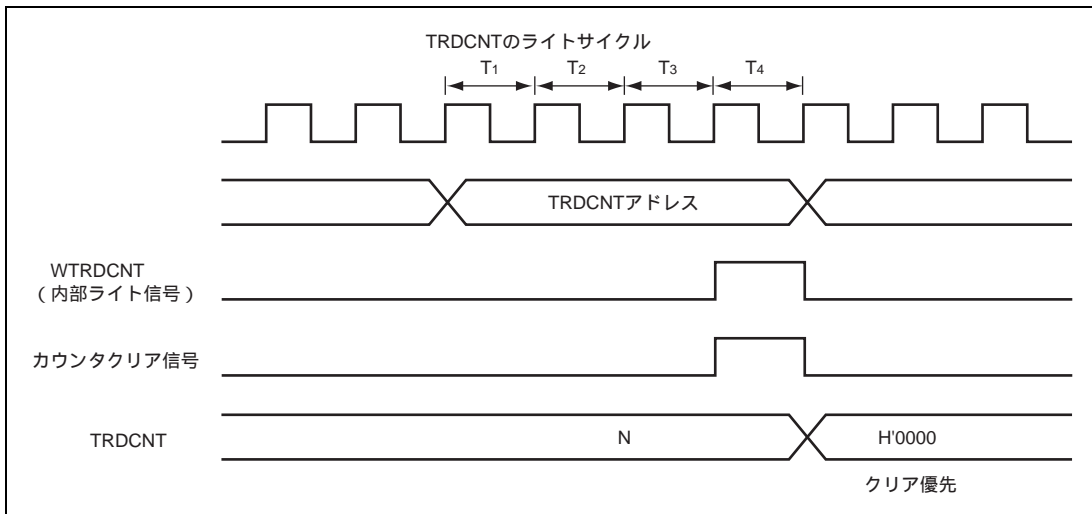 TRDCNTのライトサイクル
T1 T2 T3 T4
TRDCNTアドレス
WTRDCNT
(内部ライト信号)
カウンタクリア信号
TRDCNT N H'0000
クリア優先